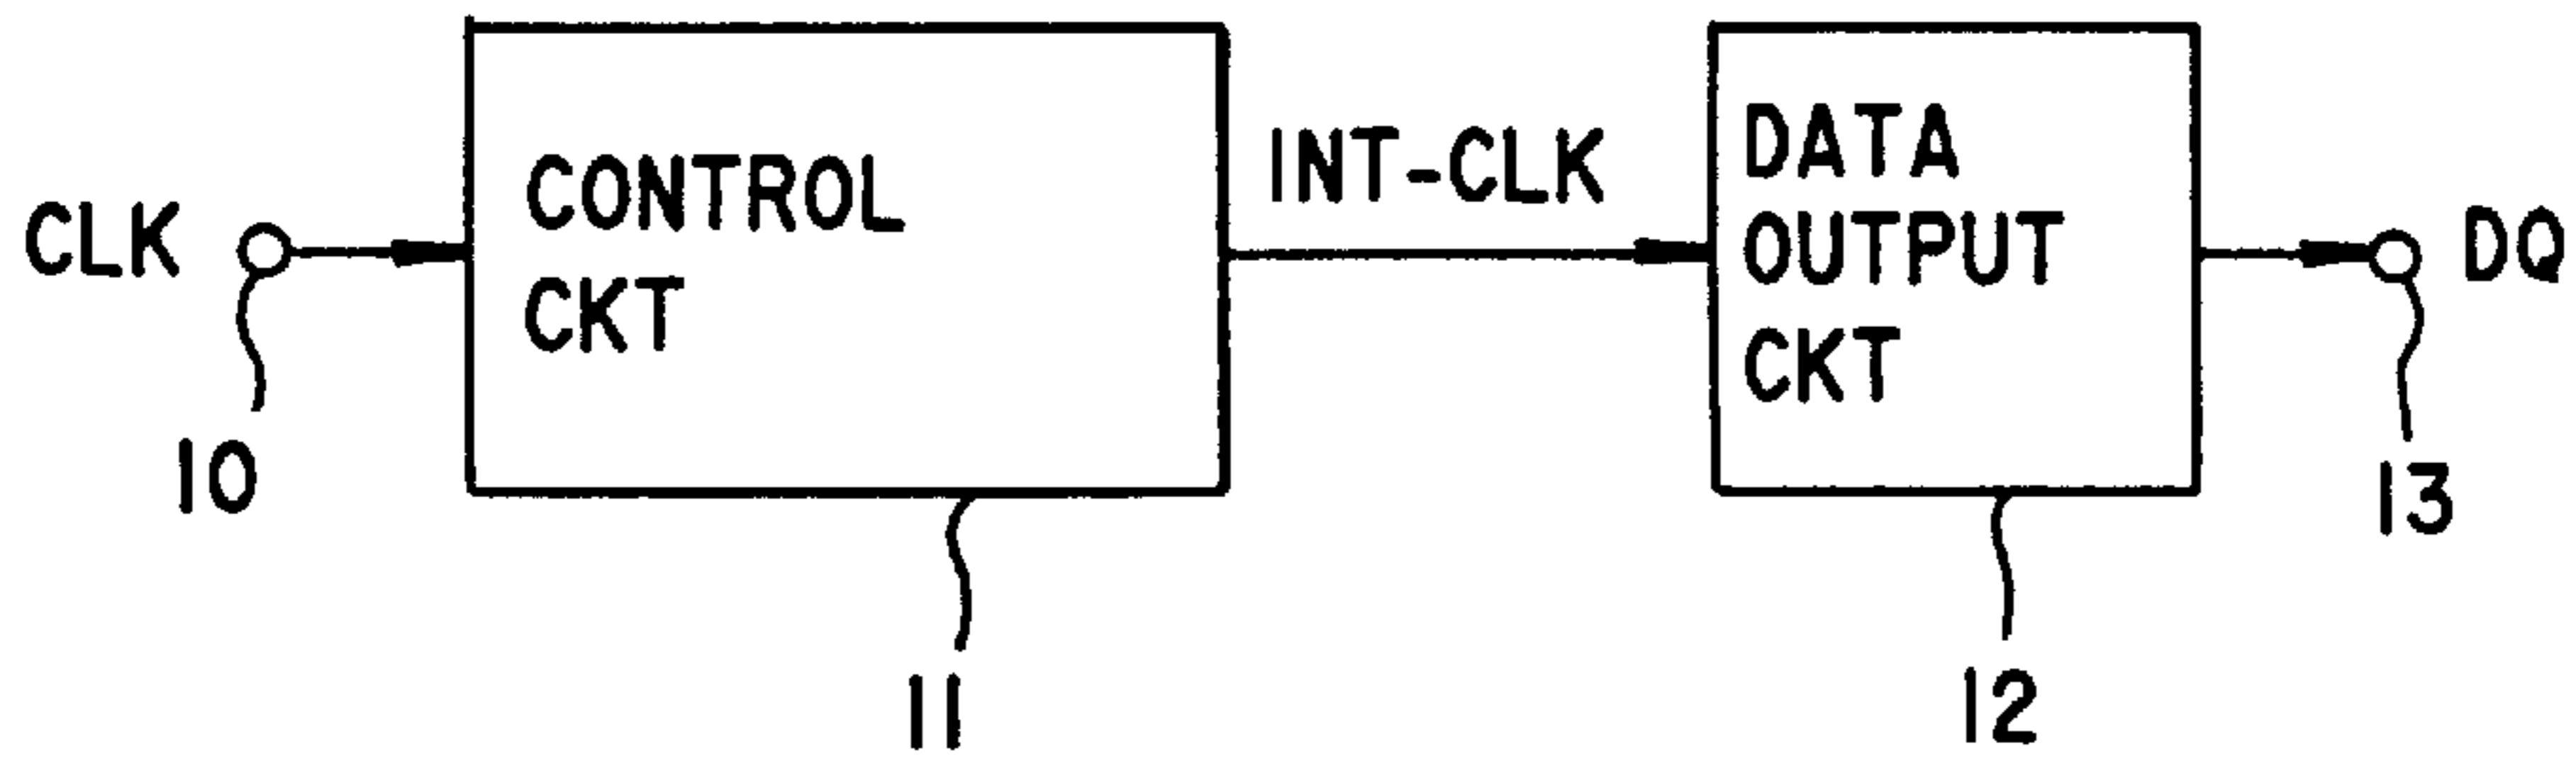 CLK
10
CONTROL
CKT
11
INT-CLK
DATA
OUTPUT
CKT
12
DQ
13